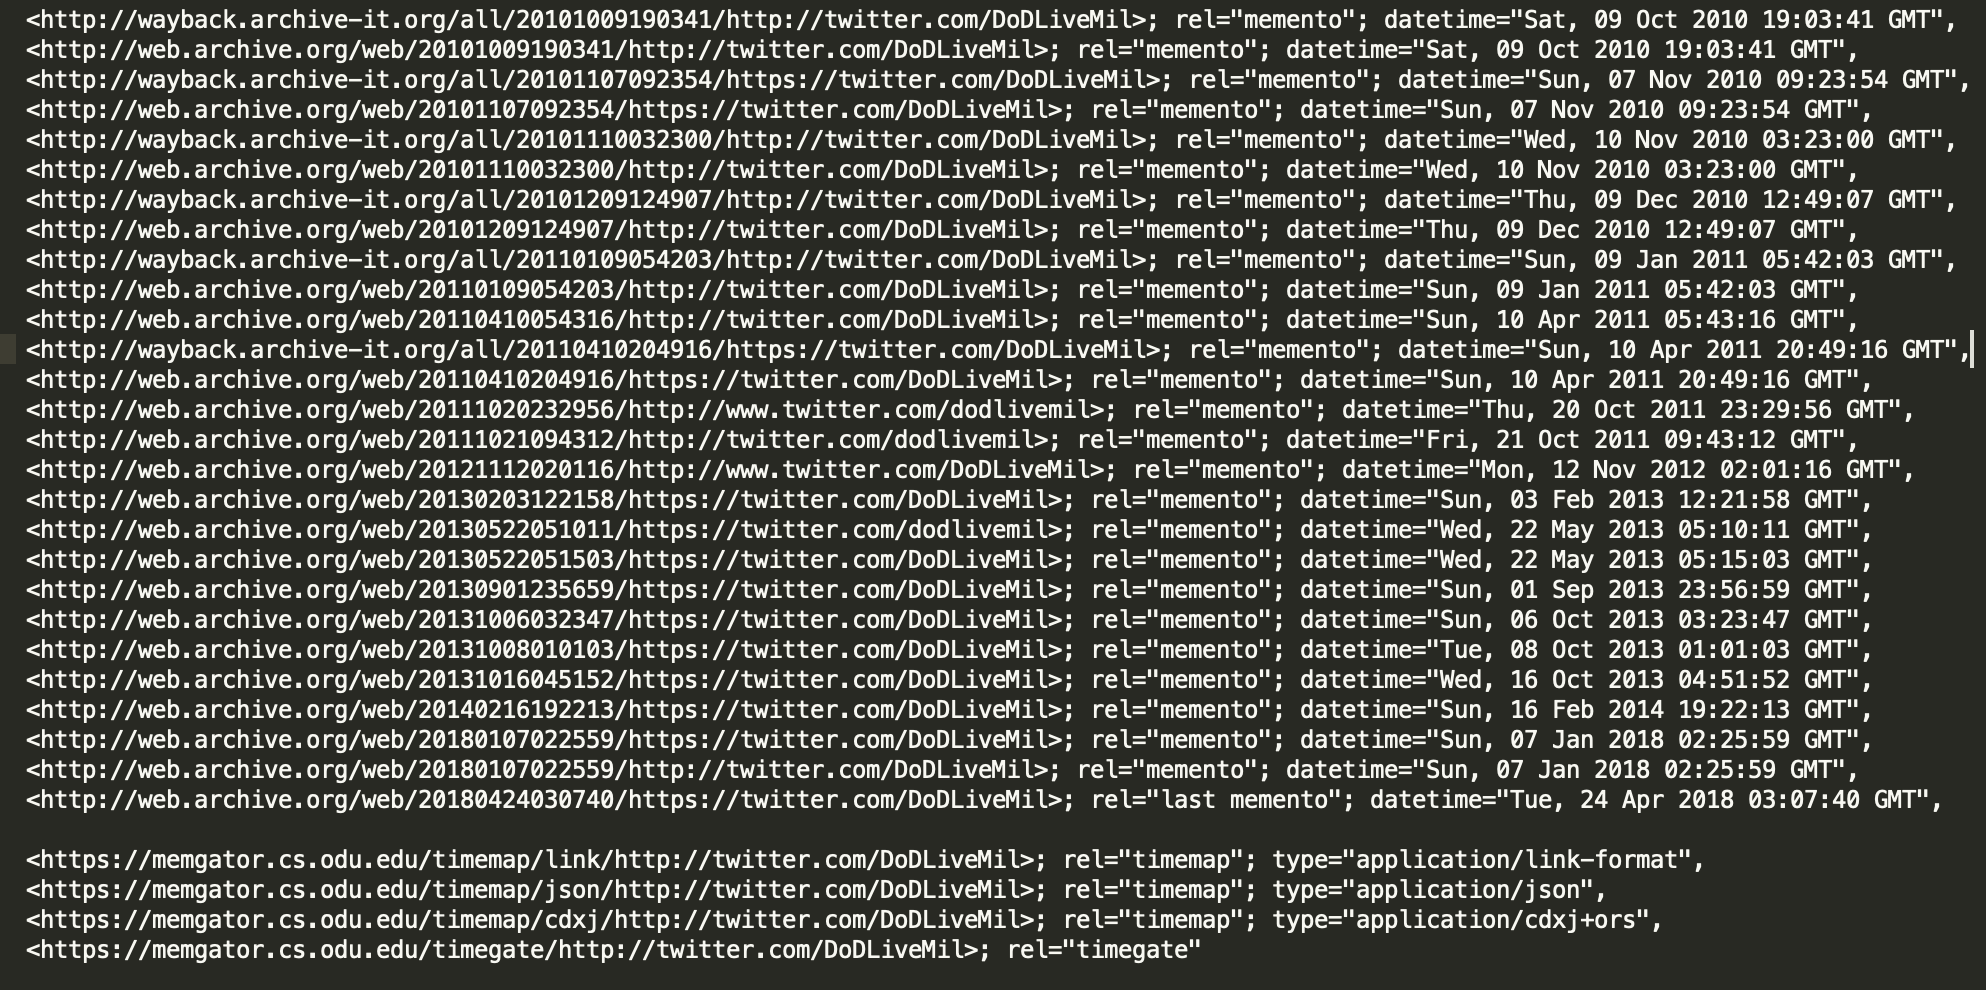 <http://wayback.archive-it.org/all/20101009190341/http://twitter.com/DoDLiveMil>; rel="memento"; datetime="Sat, 09 Oct 2010 19:03:41 GMT",
<http://web.archive.org/web/20101009190341/http://twitter.com/DoDLiveMil>; rel="memento"; datetime="Sat, 09 Oct 2010 19:03:41 GMT",
<http://wayback.archive-it.org/all/20101107092354/https://twitter.com/DoDLiveMil>; rel="memento"; datetime="Sun, 07 Nov 2010 09:23:54 GMT",
<http://web.archive.org/web/20101107092354/https://twitter.com/DoDLiveMil>; rel="memento"; datetime="Sun, 07 Nov 2010 09:23:54 GMT",
<http://wayback.archive-it.org/all/20101110032300/http://twitter.com/DoDLiveMil>; rel="memento"; datetime="Wed, 10 Nov 2010 03:23:00 GMT",
<http://web.archive.org/web/20101110032300/http://twitter.com/DoDLiveMil>; rel="memento"; datetime="Wed, 10 Nov 2010 03:23:00 GMT",
<http://wayback.archive-it.org/all/20101209124907/http://twitter.com/DoDLiveMil>; rel="memento"; datetime="Thu, 09 Dec 2010 12:49:07 GMT",
<http://web.archive.org/web/20101209124907/http://twitter.com/DoDLiveMil>; rel="memento"; datetime="Thu, 09 Dec 2010 12:49:07 GMT",
<http://wayback.archive-it.org/all/20110109054203/http://twitter.com/DoDLiveMil>; rel="memento"; datetime="Sun, 09 Jan 2011 05:42:03 GMT",
<http://web.archive.org/web/20110109054203/http://twitter.com/DoDLiveMil>; rel="memento"; datetime="Sun, 09 Jan 2011 05:42:03 GMT",
<http://web.archive.org/web/20110410054316/http://twitter.com/DoDLiveMil>; rel="memento"; datetime="Sun, 10 Apr 2011 05:43:16 GMT",
<http://wayback.archive-it.org/all/20110410204916/https://twitter.com/DoDLiveMil>; rel="memento"; datetime="Sun, 10 Apr 2011 20:49:16 GMT",
<http://web.archive.org/web/20110410204916/https://twitter.com/DoDLiveMil>; rel="memento"; datetime="Sun, 10 Apr 2011 20:49:16 GMT",
<http://web.archive.org/web/20111020232956/http://www.twitter.com/dodlivemil>; rel="memento"; datetime="Thu, 20 Oct 2011 23:29:56 GMT",
<http://web.archive.org/web/20111021094312/http://twitter.com/dodlivemil>; rel="memento"; datetime="Fri, 21 Oct 2011 09:43:12 GMT",
<http://web.archive.org/web/20121112020116/http://www.twitter.com/DoDLiveMil>; rel="memento"; datetime="Mon, 12 Nov 2012 02:01:16 GMT",
<http://web.archive.org/web/20130203122158/https://twitter.com/DoDLiveMil>; rel="memento"; datetime="Sun, 03 Feb 2013 12:21:58 GMT",
<http://web.archive.org/web/20130522051011/https://twitter.com/dodlivemil>; rel="memento"; datetime="Wed, 22 May 2013 05:10:11 GMT",
<http://web.archive.org/web/20130522051503/https://twitter.com/DoDLiveMil>; rel="memento"; datetime="Wed, 22 May 2013 05:15:03 GMT",
<http://web.archive.org/web/20130901235659/https://twitter.com/DoDLiveMil>; rel="memento"; datetime="Sun, 01 Sep 2013 23:56:59 GMT",
<http://web.archive.org/web/20131006032347/https://twitter.com/DoDLiveMil>; rel="memento"; datetime="Sun, 06 Oct 2013 03:23:47 GMT",
<http://web.archive.org/web/20131008010103/https://twitter.com/DoDLiveMil>; rel="memento"; datetime="Tue, 08 Oct 2013 01:01:03 GMT",
<http://web.archive.org/web/20131016045152/https://twitter.com/DoDLiveMil>; rel="memento"; datetime="Wed, 16 Oct 2013 04:51:52 GMT",
<http://web.archive.org/web/20140216192213/https://twitter.com/DoDLiveMil>; rel="memento"; datetime="Sun, 16 Feb 2014 19:22:13 GMT",
<http://web.archive.org/web/20180107022559/https://twitter.com/DoDLiveMil>; rel="memento"; datetime="Sun, 07 Jan 2018 02:25:59 GMT",
<http://web.archive.org/web/20180107022559/http://twitter.com/DoDLiveMil>; rel="memento"; datetime="Sun, 07 Jan 2018 02:25:59 GMT",
<http://web.archive.org/web/20180424030740/https://twitter.com/DoDLiveMil>; rel="last memento"; datetime="Tue, 24 Apr 2018 03:07:40 GMT",
<https://memgator.cs.odu.edu/timemap/link/http://twitter.com/DoDLiveMil>; rel="timemap"; type="application/link-format",
<https://memgator.cs.odu.edu/timemap/json/http://twitter.com/DoDLiveMil>; rel="timemap"; type="application/json",
<https://memgator.cs.odu.edu/timemap/cdxj/http://twitter.com/DoDLiveMil>; rel="timemap"; type="application/cdxj+ors",
<https://memgator.cs.odu.edu/timegate/http://twitter.com/DoDLiveMil>; rel="timegate"